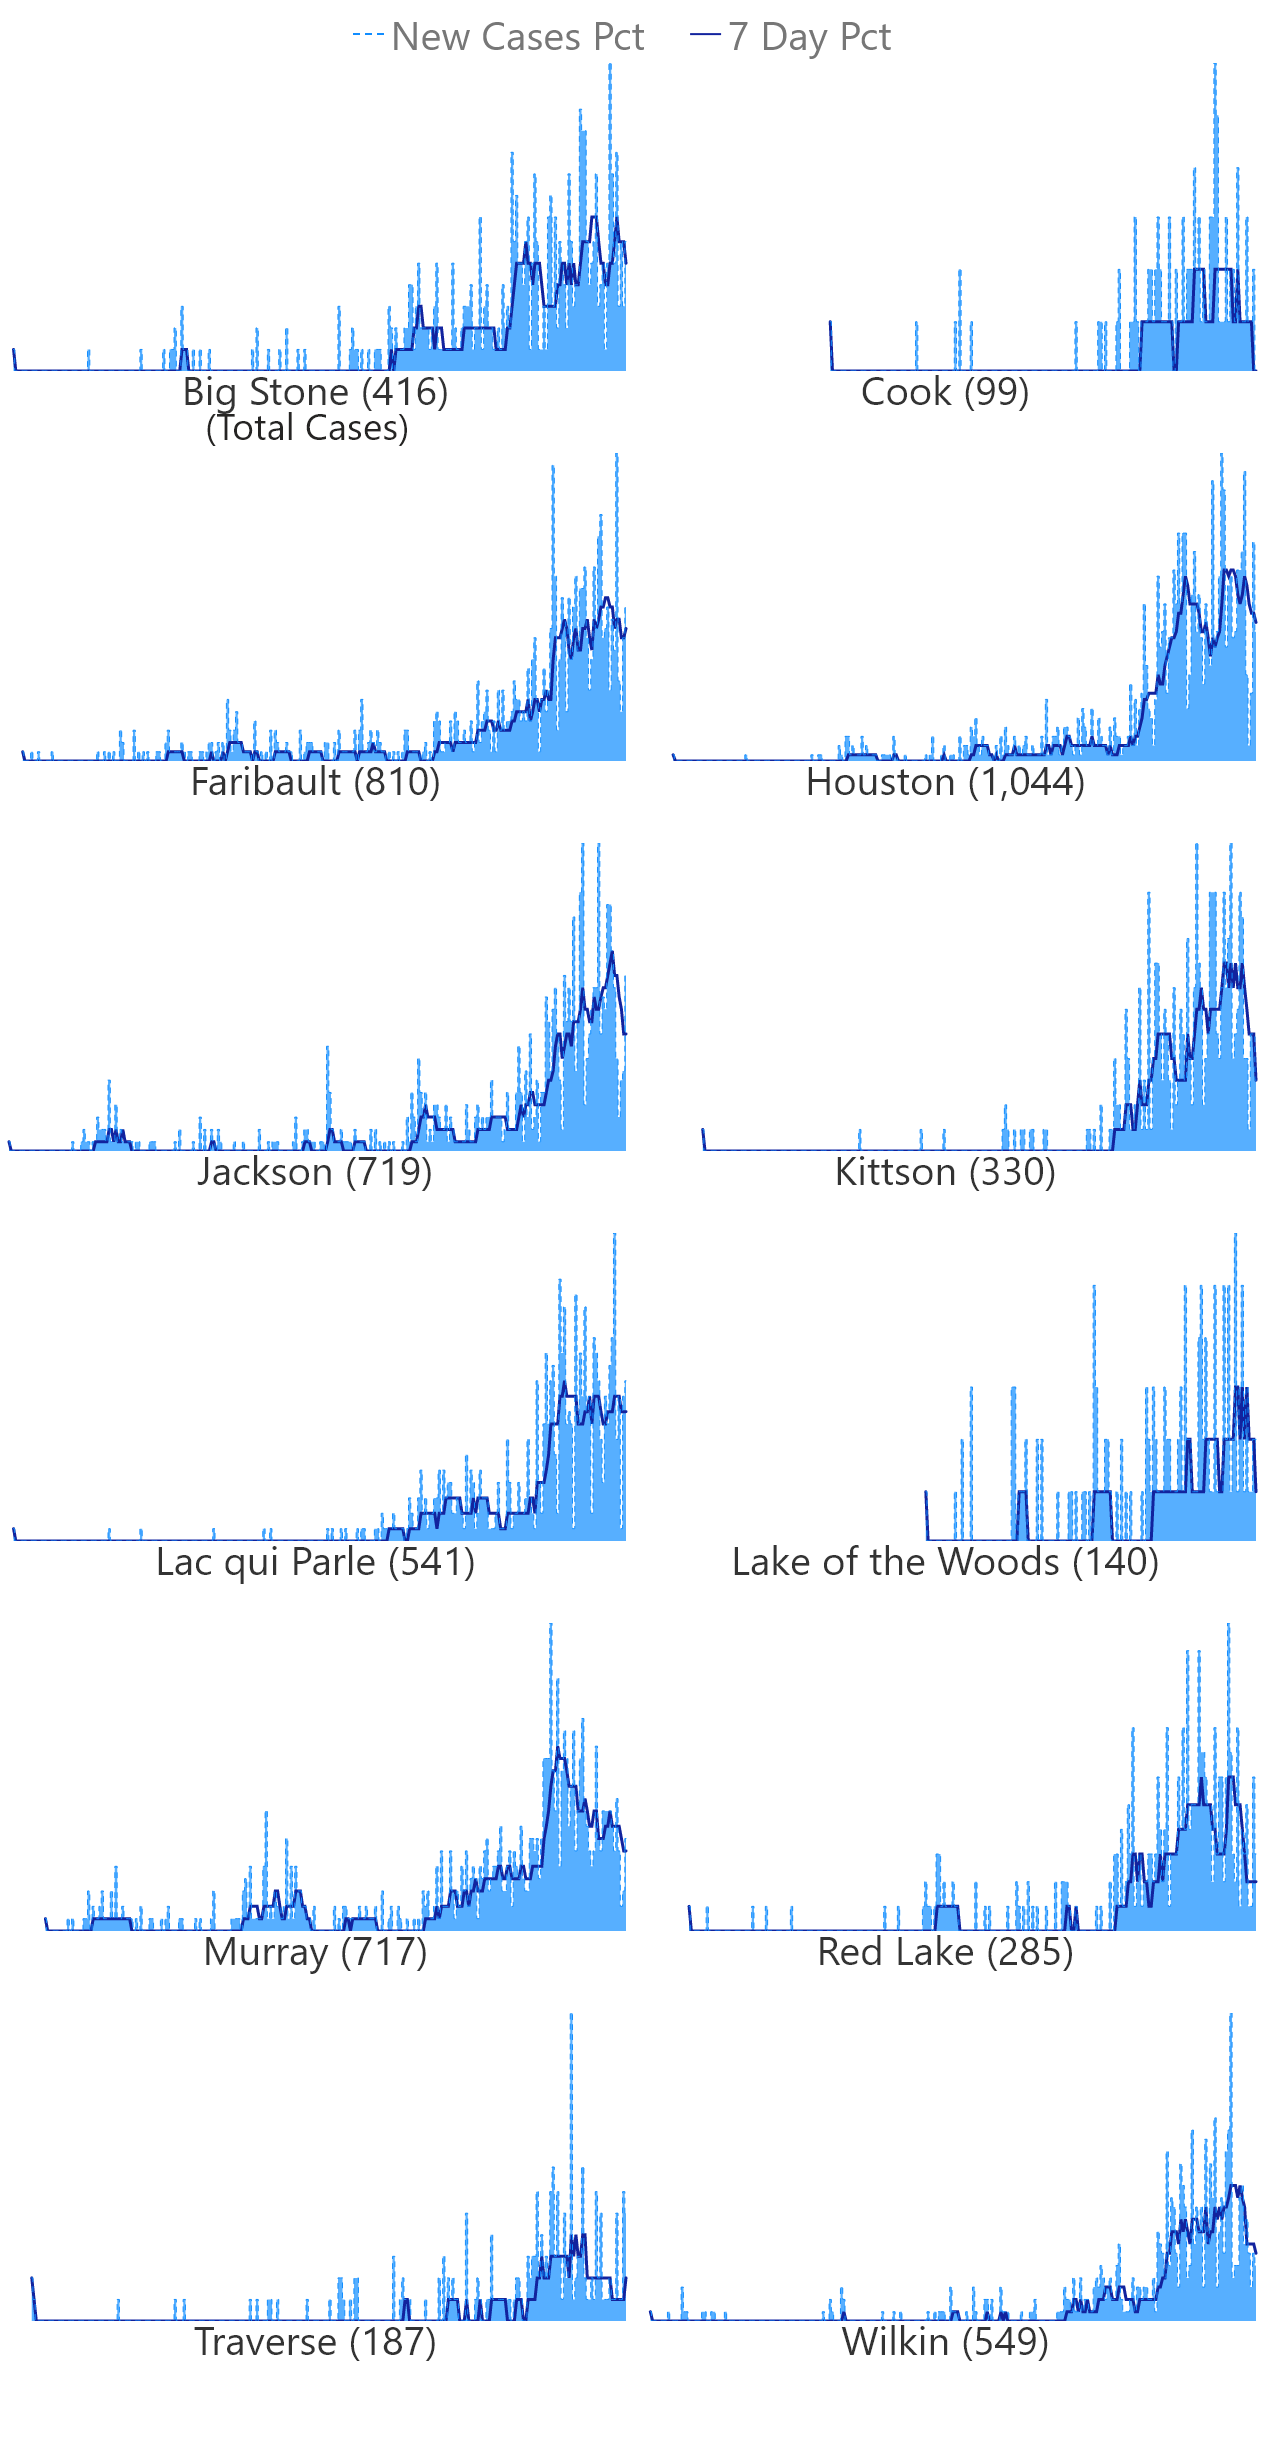 New Cases Pct 7 Day Pct
Big Stone (416) Cook (99)
(Total Cases)
Faribault (810) Houston (1,044)
Jackson (719) Kittson (330)
Lac qui Parle (541) Lake of the Woods (140)
Murray (717) Red Lake (285)
Traverse (187) Wilkin (549)